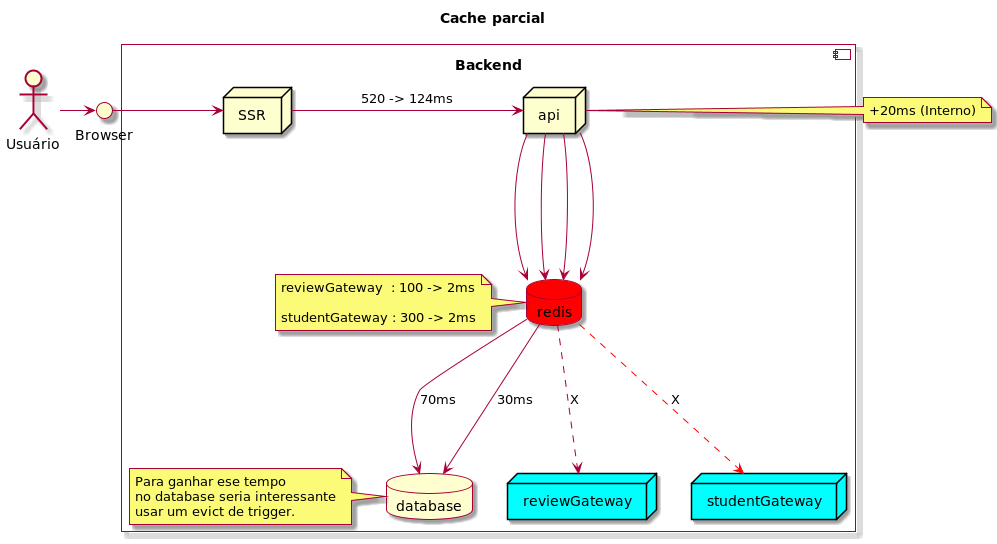 Cache parcial
Backend
Usuário
Browser
SSR
520 -> 124ms
api
+20ms (Interno)
reviewGateway : 100 -> 2ms
studentGateway : 300 -> 2ms
redis
70ms
30ms
X
X
Para ganhar ese tempo
no database seria interessante
usar um evict de trigger.
database
reviewGateway
studentGateway